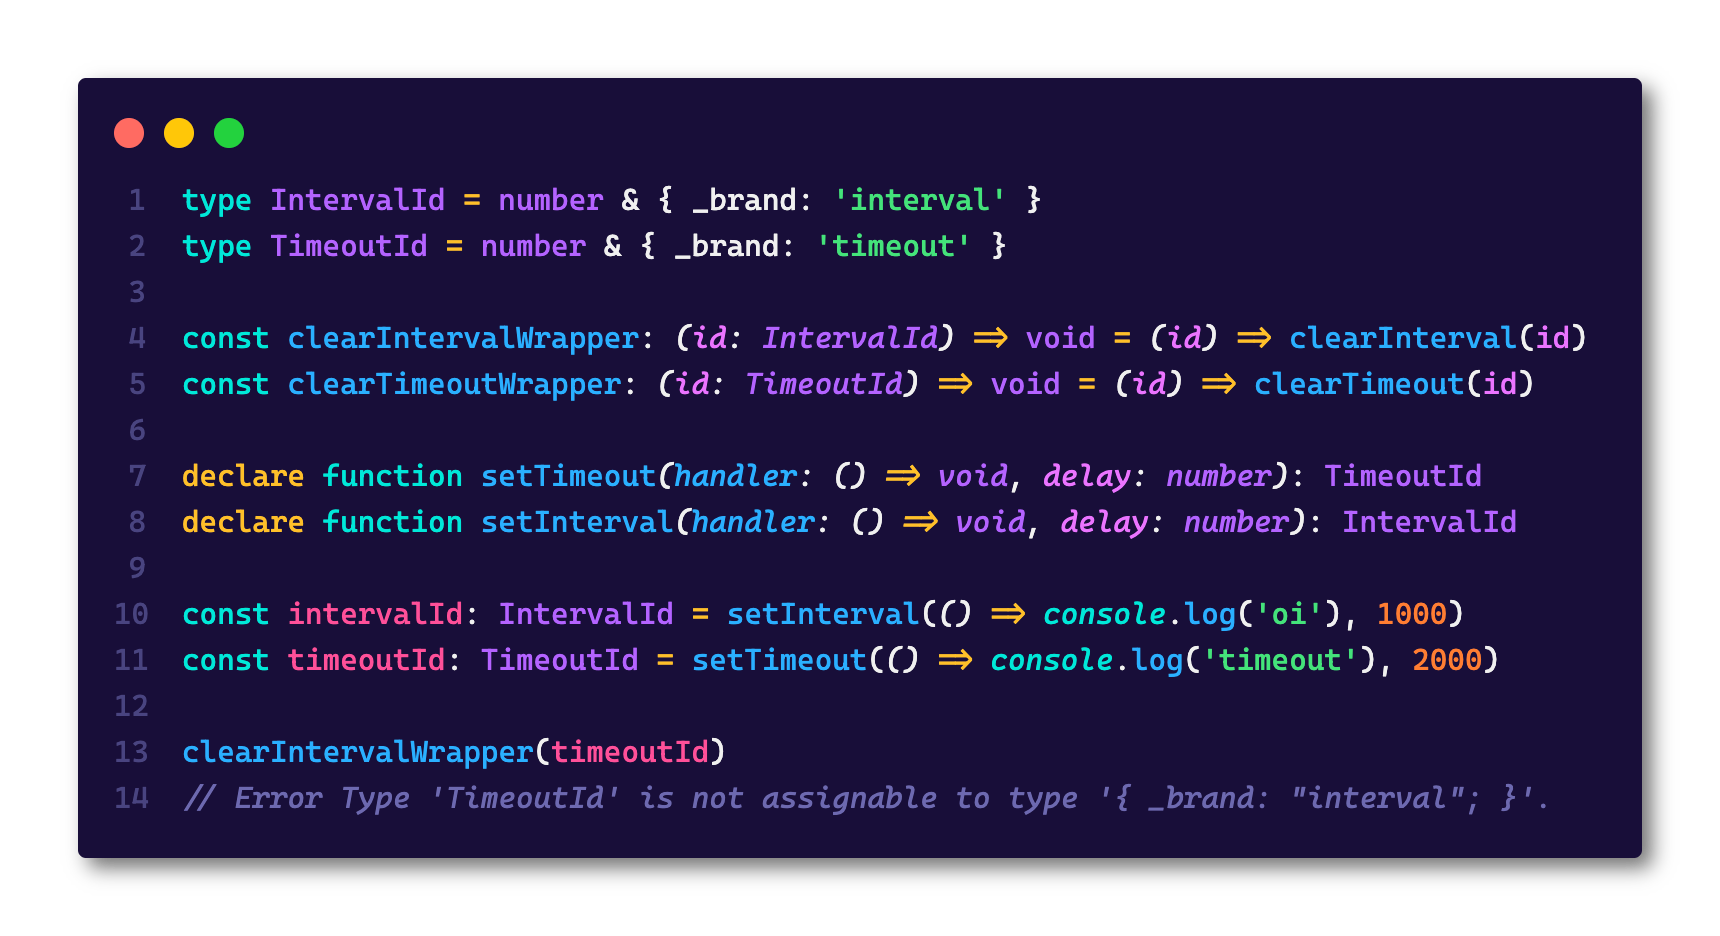 1 type IntervalId = number & { _brand: 'interval' }
2 type TimeoutId = number & { _brand: 'timeout' }
3
4 const clearIntervalWrapper: (id: IntervalId) => void = (id) => clearInterval(id)
5 const clearTimeoutWrapper: (id: TimeoutId) => void = (id) => clearTimeout(id)
6
7 declare function setTimeout(handler: () => void, delay: number): TimeoutId
8 declare function setInterval(handler: () => void, delay: number): IntervalId
9
10 const intervalId: IntervalId = setInterval(() => console.log('oi'), 1000)
11 const timeoutId: TimeoutId = setTimeout(() => console.log('timeout'), 2000)
12
13 clearIntervalWrapper(timeoutId)
14 // Error Type 'TimeoutId' is not assignable to type '{ _brand: "interval"; }'.